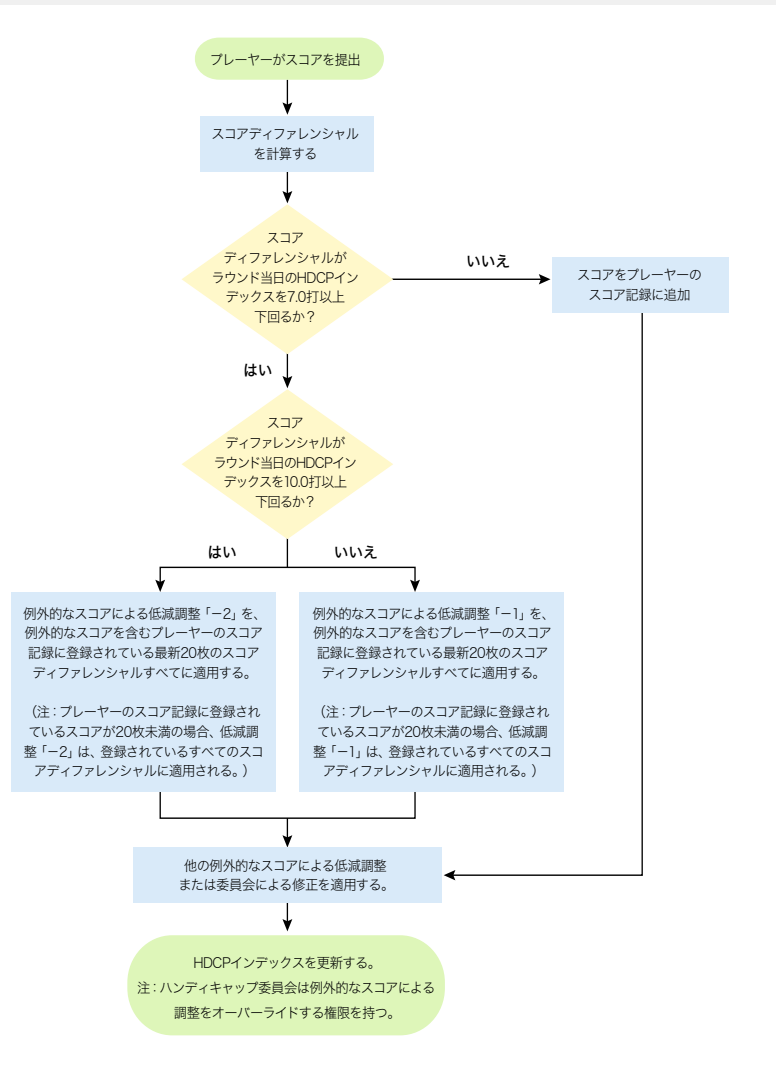 プレーヤーがスコアを提出
スコアディファレンシャル
を計算する
スコア
ディファレンシャルが
ラウンド当日のHDCPイン
デックスを7.0打以上
下回るか？
いいえ
スコアをプレーヤーの
スコア記録に追加
はい
スコア
ディファレンシャルが
ラウンド当日のHDCPイン
デックスを10.0打以上
下回るか？
はい
いいえ
例外的なスコアによる低減調整「－2」を、
例外的なスコアを含むプレーヤーのスコア
記録に登録されている最新20枚のスコア
ディファレンシャルすべてに適用する。
（注：プレーヤーのスコア記録に登録され
ているスコアが20枚未満の場合、低減調
整「－2」は、登録されているすべてのスコ
アディファレンシャルに適用される。）
例外的なスコアによる低減調整「－1」を、
例外的なスコアを含むプレーヤーのスコア
記録に登録されている最新20枚のスコア
ディファレンシャルすべてに適用する。
（注：プレーヤーのスコア記録に登録され
ているスコアが20枚未満の場合、低減調
整「－1」は、登録されているすべてのスコ
アディファレンシャルに適用される。）
他の例外的なスコアによる低減調整
または委員会による修正を適用する。
HDCPインデックスを更新する。
注：ハンディキャップ委員会は例外的なスコアによる
調整をオーバーライドする権限を持つ。